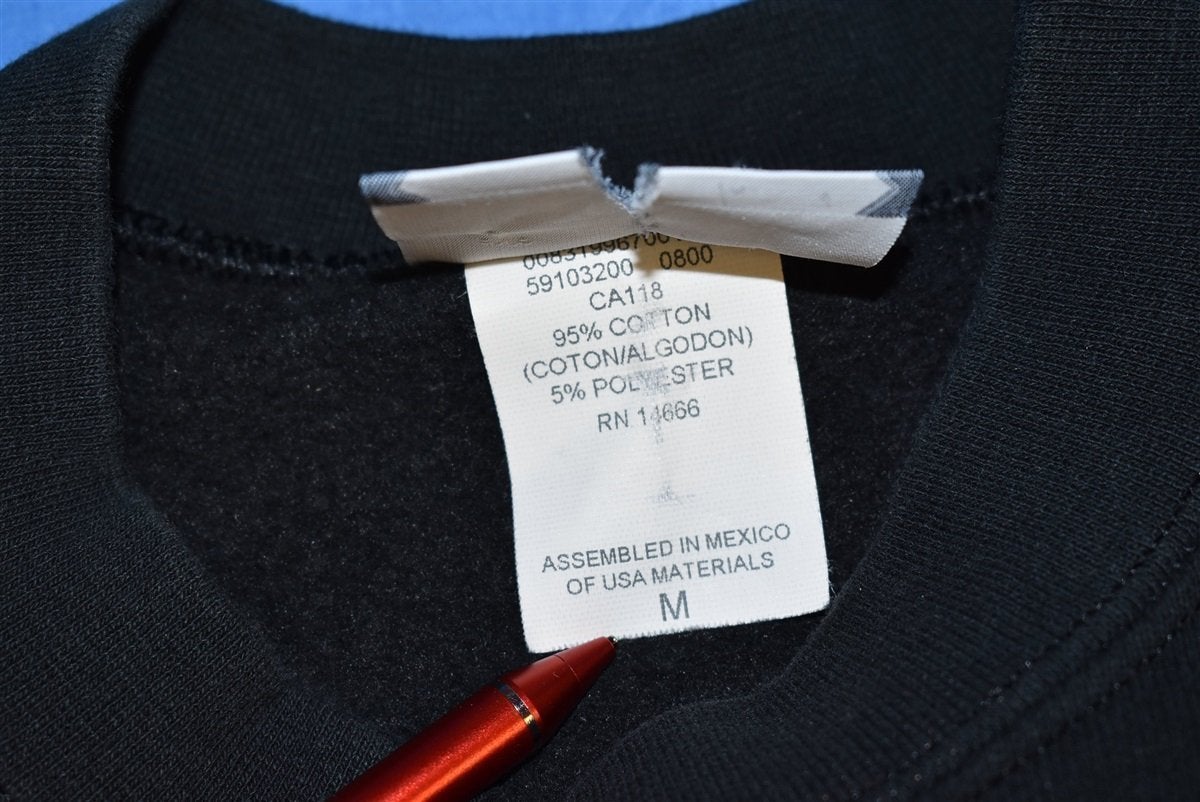 59103200 0800
CA118
95% COTTON
(COTON/ALGODON)
5% POLYESTER
RN 14666
ASSEMBLED IN MEXICO
OF USA MATERIALS
M